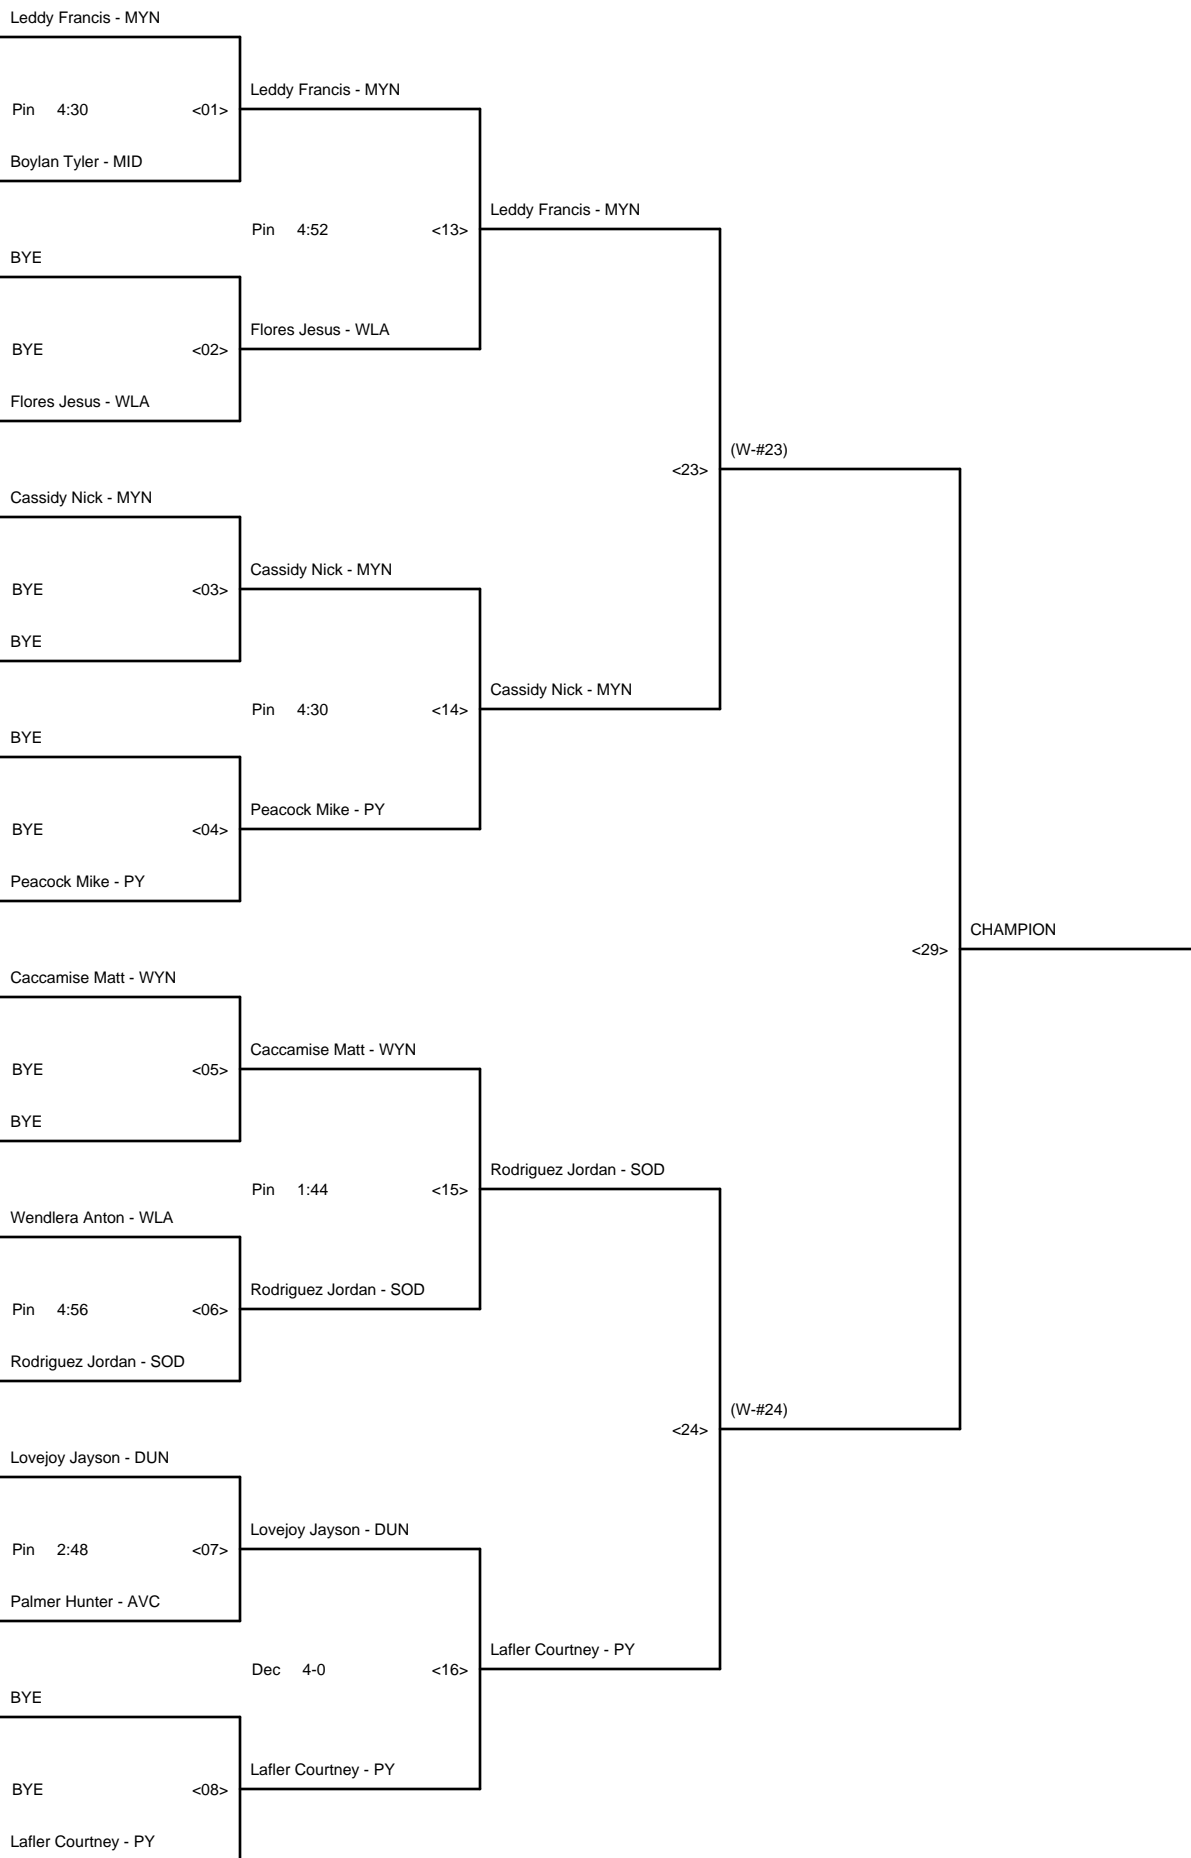 Leddy Francis - MYN
Leddy Francis - MYN
Pin 4:30 <01>
Boylan Tyler - MID
Leddy Francis - MYN
Pin 4:52 <13>
BYE
Flores Jesus - WLA
BYE <02>
Flores Jesus - WLA
(W-#23)
<23>
Cassidy Nick - MYN
Cassidy Nick - MYN
BYE <03>
BYE
Cassidy Nick - MYN
Pin 4:30 <14>
BYE
Peacock Mike - PY
BYE <04>
Peacock Mike - PY
CHAMPION
<29>
Caccamise Matt - WYN
Caccamise Matt - WYN
BYE <05>
BYE
Rodriguez Jordan - SOD
Pin 1:44 <15>
Wendlera Anton - WLA
Rodriguez Jordan - SOD
Pin 4:56 <06>
Rodriguez Jordan - SOD
(W-#24)
<24>
Lovejoy Jayson - DUN
Lovejoy Jayson - DUN
Pin 2:48 <07>
Palmer Hunter - AVC
Lafler Courtney - PY
Dec 4-0 <16>
BYE
Lafler Courtney - PY
BYE <08>
Lafler Courtney - PY